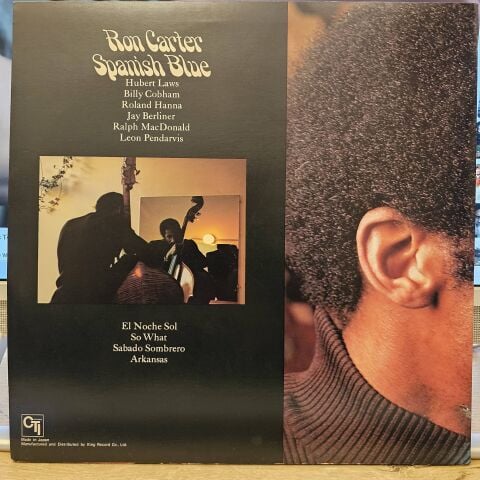 Ron Carter
Spanish Blue
Hubert Laws
Billy Cobham
Roland Hanna
Jay Berliner
Ralph MacDonald
Leon Pendarvis
El Noche Sol
So What
Sabado Sombrero
Arkansas
CTI
Made in Japan
Manufactured and Distributed by King Record Co., Ltd.